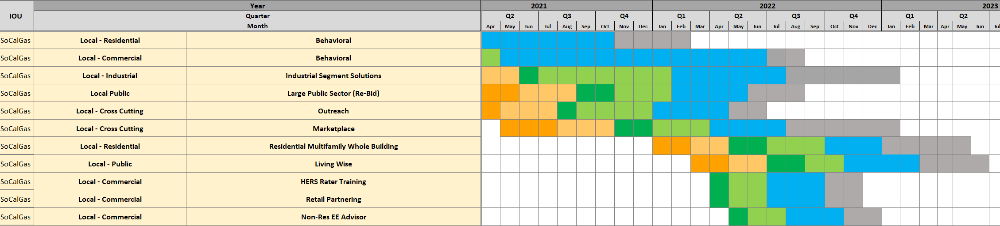 IOU Year 2021 2022 2023
Quarter Q2 Q3 Q4 Q1 Q2 Q3 Q4 Q1 Q2
Month Apr May Jun Jul Aug Sep Oct Nov Dec Jan Feb Mar Apr May Jun Jul Aug Sep Oct Nov Dec Jan Feb Mar Apr May Jun Jul
SoCalGas Local - Residential Behavioral
SoCalGas Local - Commercial Behavioral
SoCalGas Local - Industrial Industrial Segment Solutions
SoCalGas Local Public Large Public Sector (Re-Bid)
SoCalGas Local - Cross Cutting Outreach
SoCalGas Local - Cross Cutting Marketplace
SoCalGas Local - Residential Residential Multifamily Whole Building
SoCalGas Local - Public Living Wise
SoCalGas Local - Commercial HERS Rater Training
SoCalGas Local - Commercial Retail Partnering
SoCalGas Local - Commercial Non-Res EE Advisor